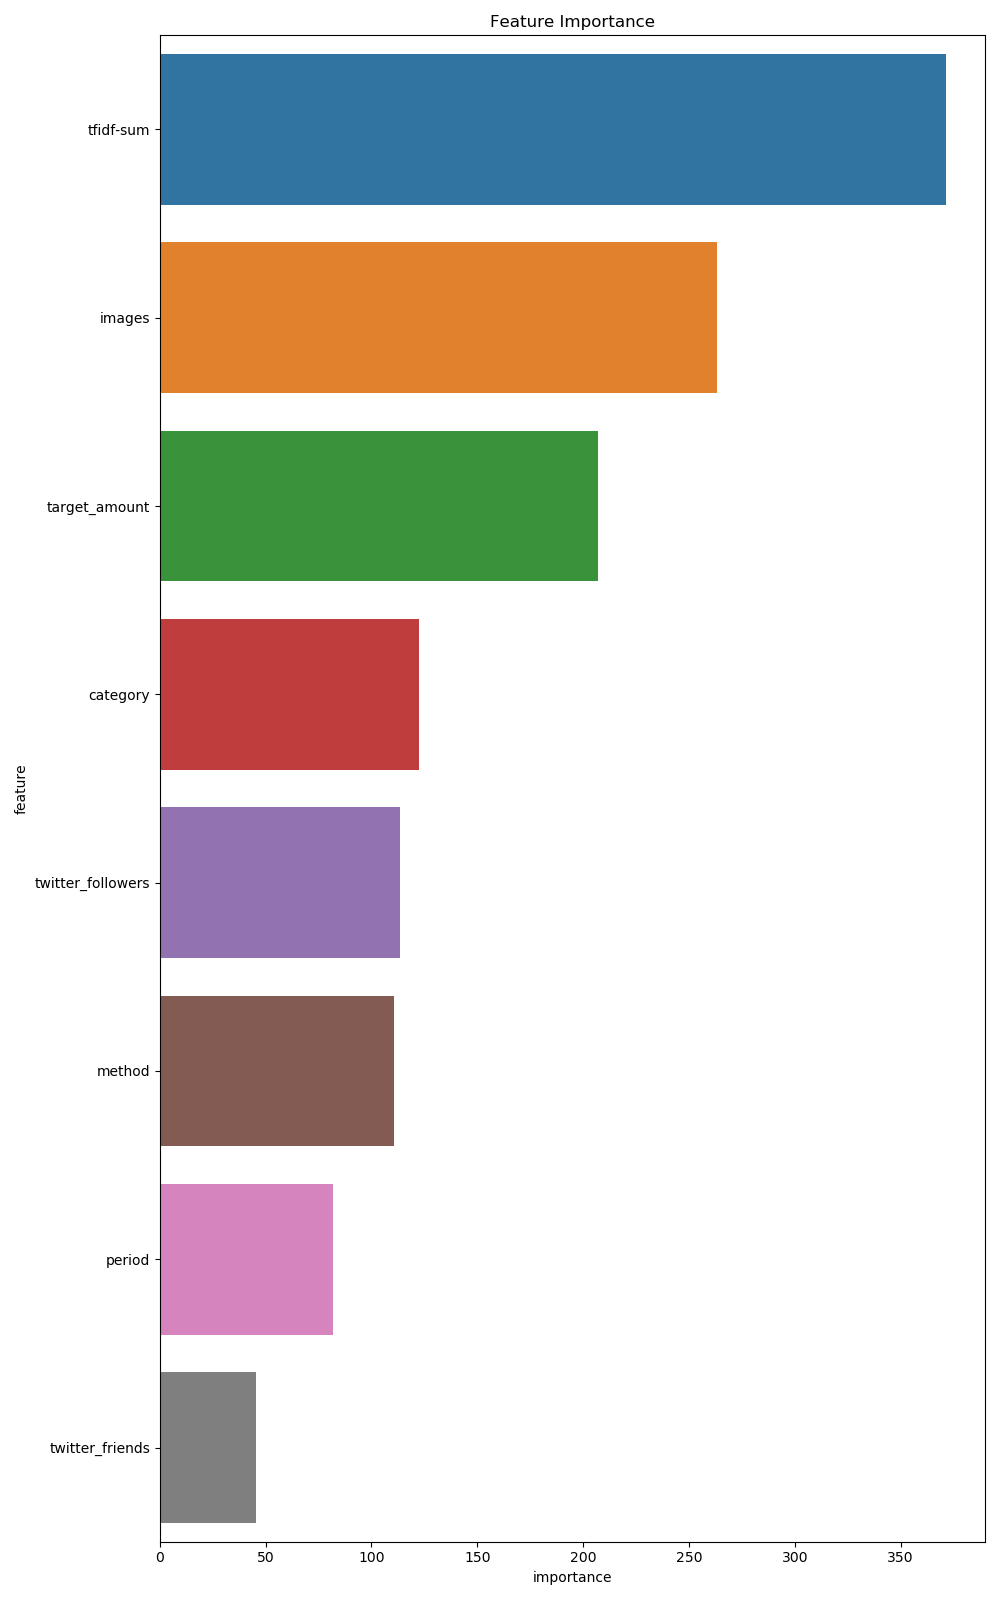 Feature Importance
tfidf-sum
images
target_amount
category
twitter_followers
method
period
twitter_friends
feature
0 50 100 150 200 250 300 350
importance